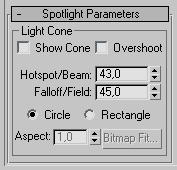 - Spotlight Parameters
Light Cone
Show Cone Overshoot
Hotspot/Beam: 43,0
Falloff/Field: 45,0
Circle Rectangle
Aspect: 1,0 Bitmap Fit...